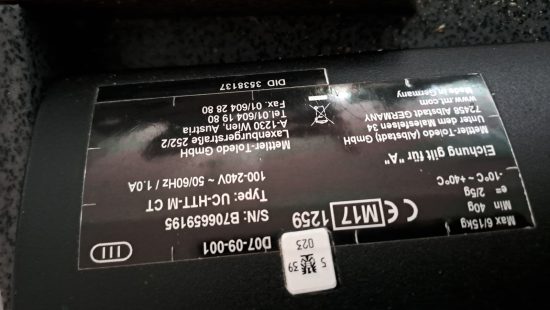 Max 6/15kg
Min 40g
e= 2/5g
-10°C ~ +40°C
CE M17 1259
Eichung gilt für "A"
Mettler-Toledo (Albstadt) GmbH
Unter dem Malesfelsen 34
72458 Albstadt GERMANY
www.mt.com
Made in Germany
D07-09-001
S/N: B706659195
Type: UC-HTT-M CT
100-240V ~ 50/60Hz / 1.0A
Mettler-Toledo GmbH
Laxenburgerstraße 252/2
A-1230 Wien, Austria
Tel.01/604 19 80
Fax. 01/604 28 80
DID 3538137